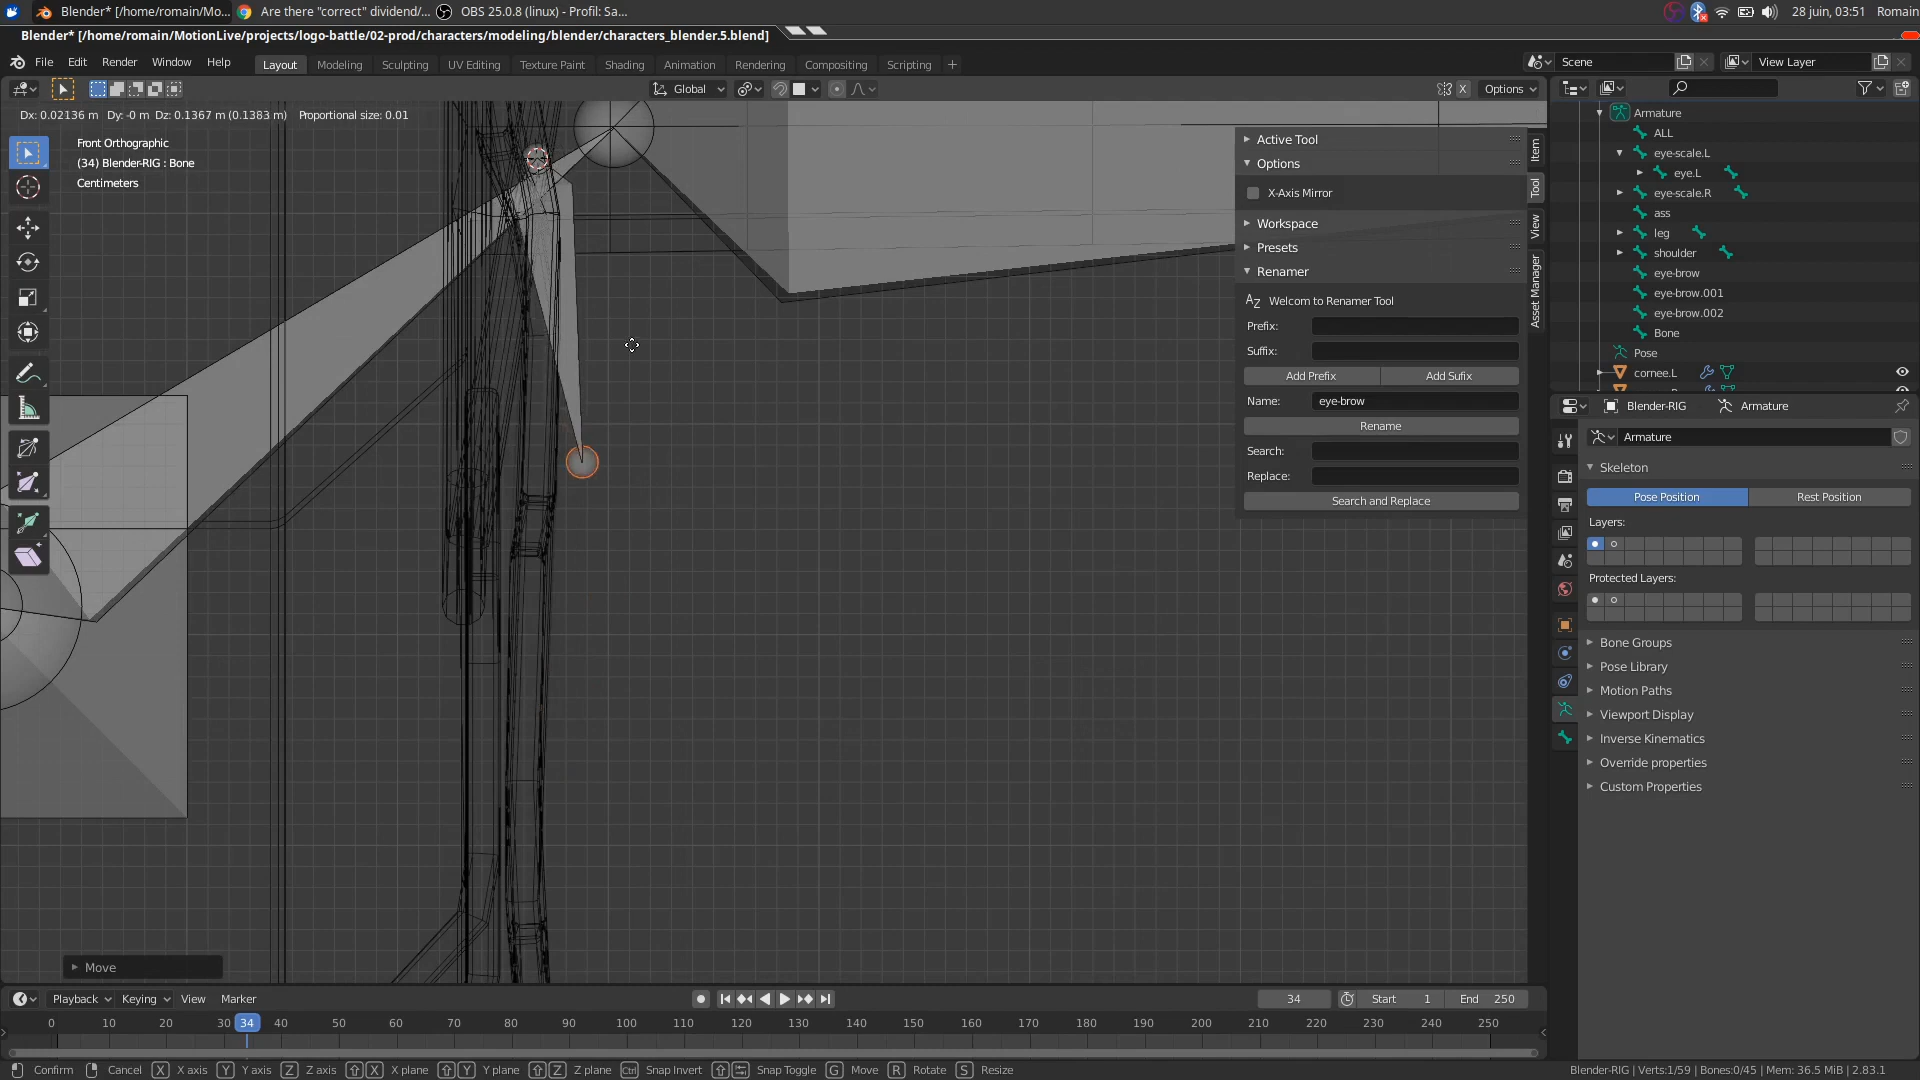 Blender* [/home/romain/Mo...
Are there "correct" dividend/...
OBS 25.0.8 (linux) - Profil: Sa...
28 juin, 03:51 Romain
Blender* [/home/romain/MotionLive/projects/logo-battle/02-prod/characters/modeling/blender/characters_blender.5.blend]
File Edit Render Window Help
Layout Modeling Sculpting UV Editing Texture Paint Shading Animation Rendering Compositing Scripting +
Scene
View Layer
Global
X
Options
Dx: 0.02136 m Dy: -0 m Dz: 0.1367 m (0.1383 m) Proportional size: 0.01
Front Orthographic
(34) Blender-RIG : Bone
Centimeters
Active Tool
Options
X-Axis Mirror
Workspace
Presets
Renamer
AZ Welcom to Renamer Tool
Prefix:
Suffix:
Add Prefix Add Sufix
Name: eye-brow
Rename
Search:
Replace:
Search and Replace
Item
Tool
View
Asset Manager
Armature
ALL
eye-scale.L
eye.L
eye-scale.R
ass
leg
shoulder
eye-brow
eye-brow.001
eye-brow.002
Bone
Pose
cornee.L
Blender-RIG Armature
Armature
Skeleton
Pose Position Rest Position
Layers:
Protected Layers:
Bone Groups
Pose Library
Motion Paths
Viewport Display
Inverse Kinematics
Override properties
Custom Properties
Move
Playback Keying View Marker
34 Start 1 End 250
0 10 20 30 34 40 50 60 70 80 90 100 110 120 130 140 150 160 170 180 190 200 210 220 230 240 250
Confirm Cancel X X axis Y Y axis Z Z axis X X plane Y Y plane Z Z plane Ctrl Snap Invert Snap Toggle G Move R Rotate S Resize
Blender-RIG | Verts:1/59 | Bones:0/45 | Mem: 36.5 MiB | 2.83.1